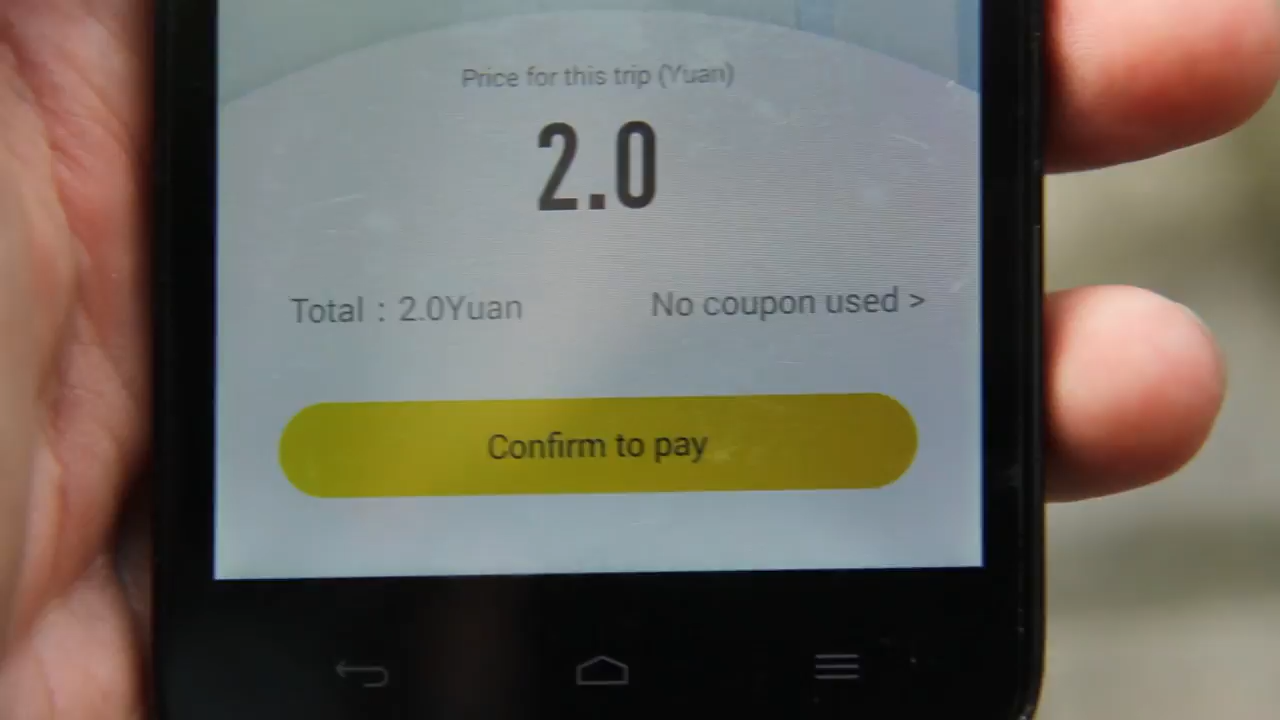 Price for this trip (Yuan)
2.0
Total : 2.0Yuan
No coupon used >
Confirm to pay